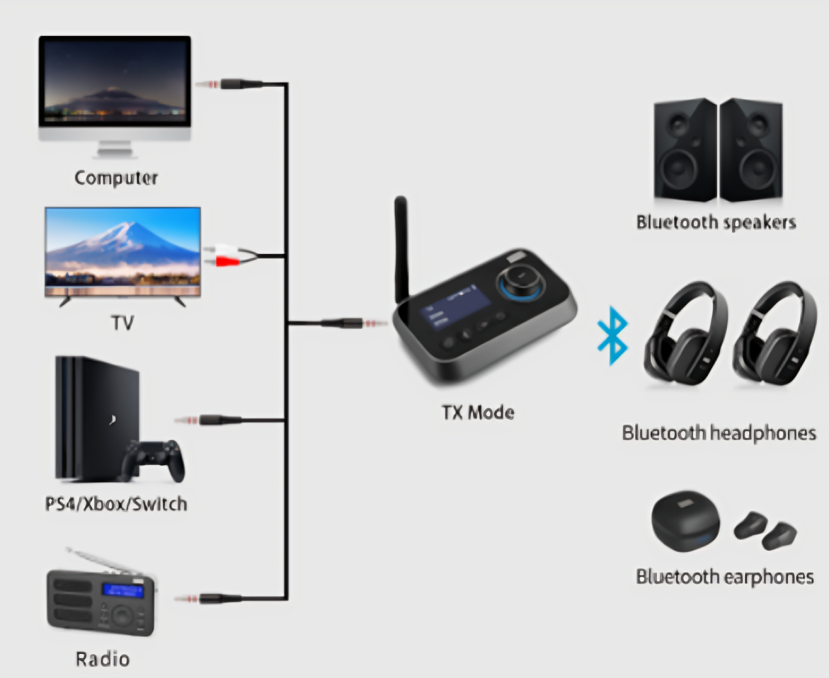 Computer
TV
PS4/Xbox/Switch
Radio
TX Mode
Bluetooth speakers
Bluetooth headphones
Bluetooth earphones